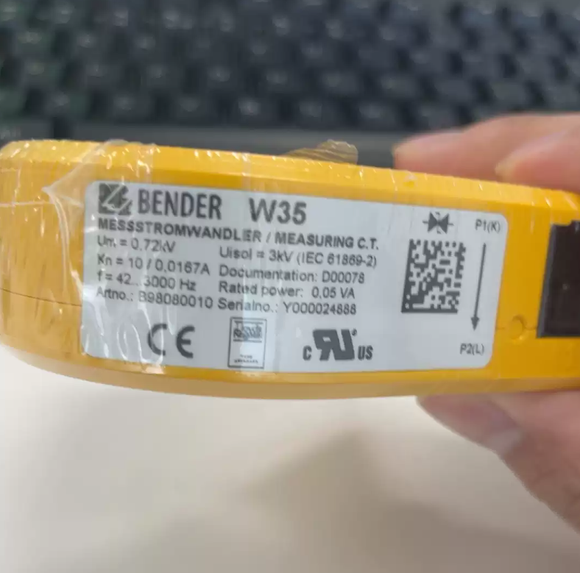 BENDER W35
MESSSTROMWANDLER / MEASURING C.T.
Um = 0.72kV Uisol = 3kV (IEC 61869-2)
Kn = 10 / 0.0167A Documentation: D00078
f = 42...3000 Hz Rated power: 0,05 VA
Artno.: B98080010 Serialno.: Y000024888
P1(K)
P2(L)
CE
c RU US